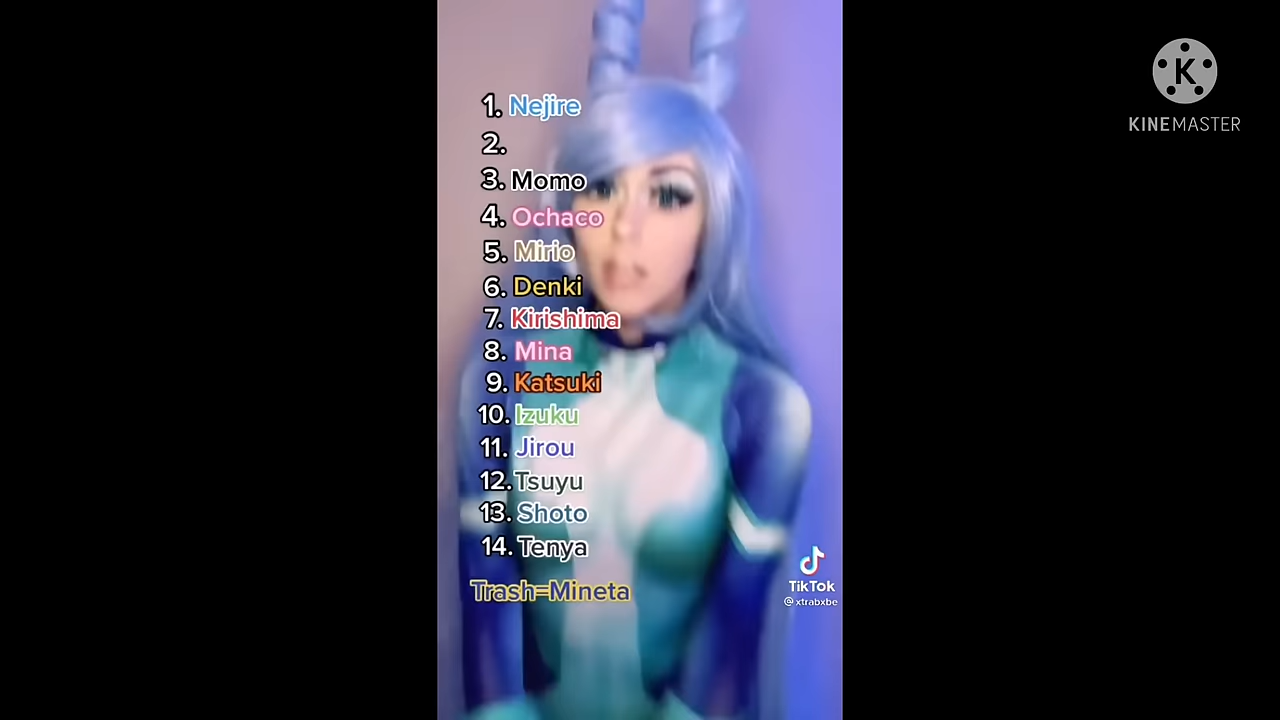 1. Nejire
2.
3. Momo
4. Ochaco
5. Mirio
6. Denki
7. Kirishima
8. Mina
9. Katsuki
10. Izuku
11. Jirou
12. Tsuyu
13. Shoto
14. Tenya
Trash=Mineta
K
KINEMASTER
TikTok
@xtrabxbe